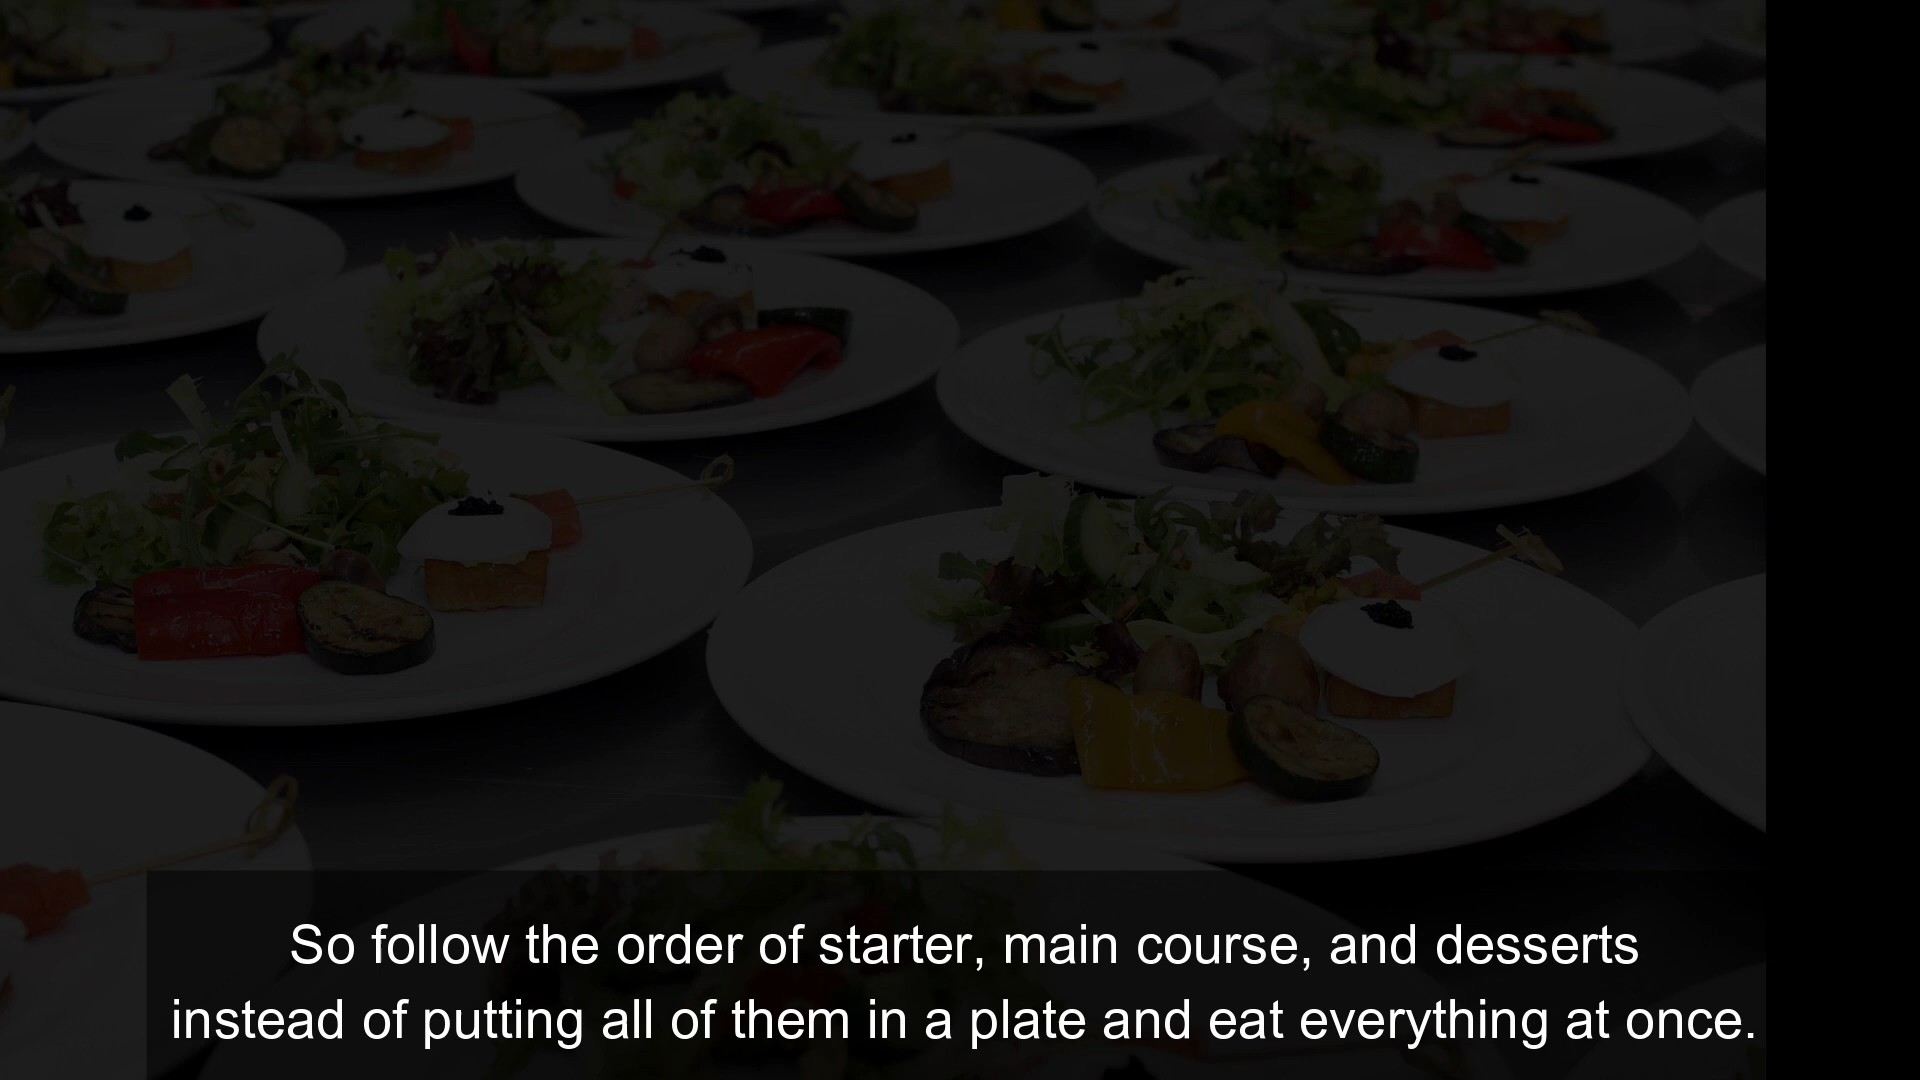 So follow the order of starter, main course, and desserts
instead of putting all of them in a plate and eat everything at once.